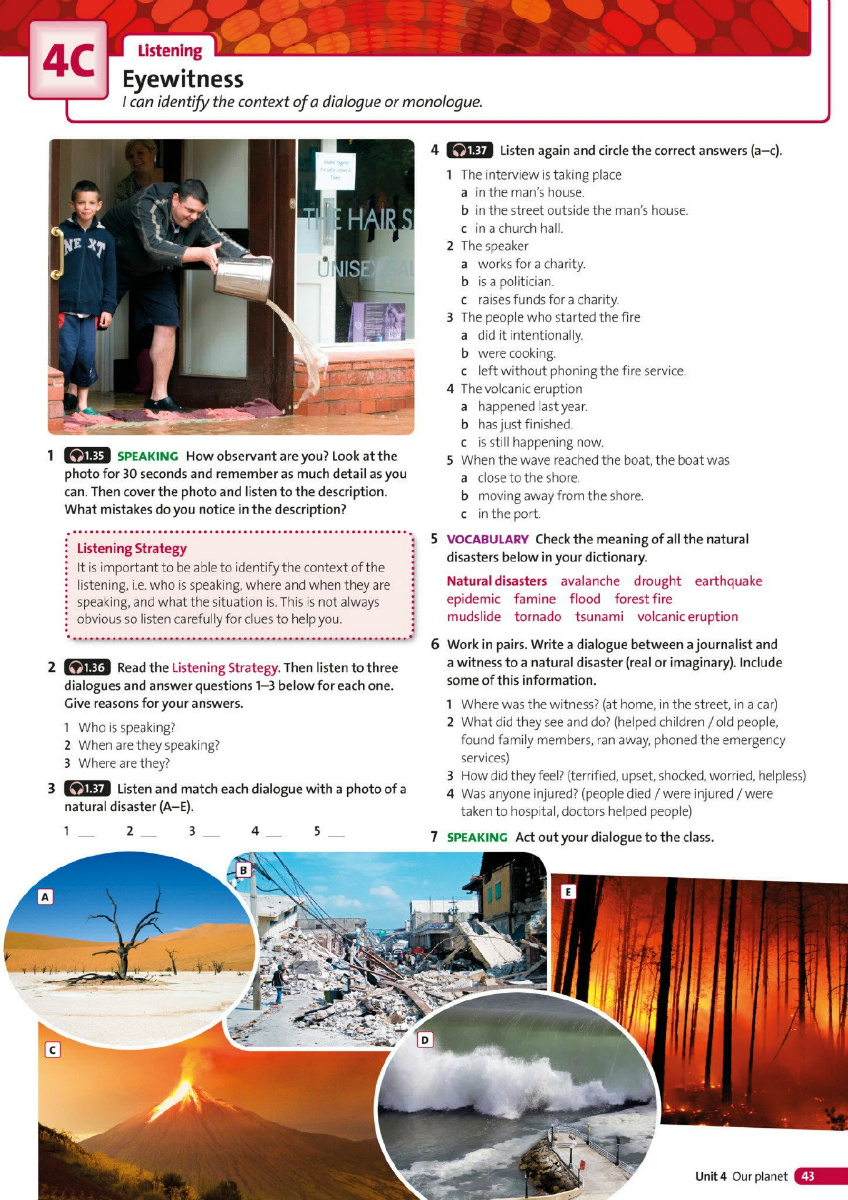 4C
Listening
Eyewitness
I can identify the context of a dialogue or monologue.
NEXT
THE HAIR S
UNISEX
1 1.35 SPEAKING How observant are you? Look at the
photo for 30 seconds and remember as much detail as you
can. Then cover the photo and listen to the description.
What mistakes do you notice in the description?
Listening Strategy
It is important to be able to identify the context of the
listening, i.e. who is speaking, where and when they are
speaking, and what the situation is. This is not always
obvious so listen carefully for clues to help you.
2 1.36 Read the Listening Strategy. Then listen to three
dialogues and answer questions 1–3 below for each one.
Give reasons for your answers.
1 Who is speaking?
2 When are they speaking?
3 Where are they?
3 1.37 Listen and match each dialogue with a photo of a
natural disaster (A–E).
1 __ 2 __ 3 __ 4 __ 5 __
4 1.37 Listen again and circle the correct answers (a–c).
1 The interview is taking place
a in the man's house.
b in the street outside the man's house.
c in a church hall.
2 The speaker
a works for a charity.
b is a politician.
c raises funds for a charity.
3 The people who started the fire
a did it intentionally.
b were cooking.
c left without phoning the fire service.
4 The volcanic eruption
a happened last year.
b has just finished.
c is still happening now.
5 When the wave reached the boat, the boat was
a close to the shore.
b moving away from the shore.
c in the port.
5 VOCABULARY Check the meaning of all the natural
disasters below in your dictionary.
Natural disasters avalanche drought earthquake
epidemic famine flood forest fire
mudslide tornado tsunami volcanic eruption
6 Work in pairs. Write a dialogue between a journalist and
a witness to a natural disaster (real or imaginary). Include
some of this information.
1 Where was the witness? (at home, in the street, in a car)
2 What did they see and do? (helped children / old people,
found family members, ran away, phoned the emergency
services)
3 How did they feel? (terrified, upset, shocked, worried, helpless)
4 Was anyone injured? (people died / were injured / were
taken to hospital, doctors helped people)
7 SPEAKING Act out your dialogue to the class.
A
B
E
C
D
Unit 4 Our planet 43